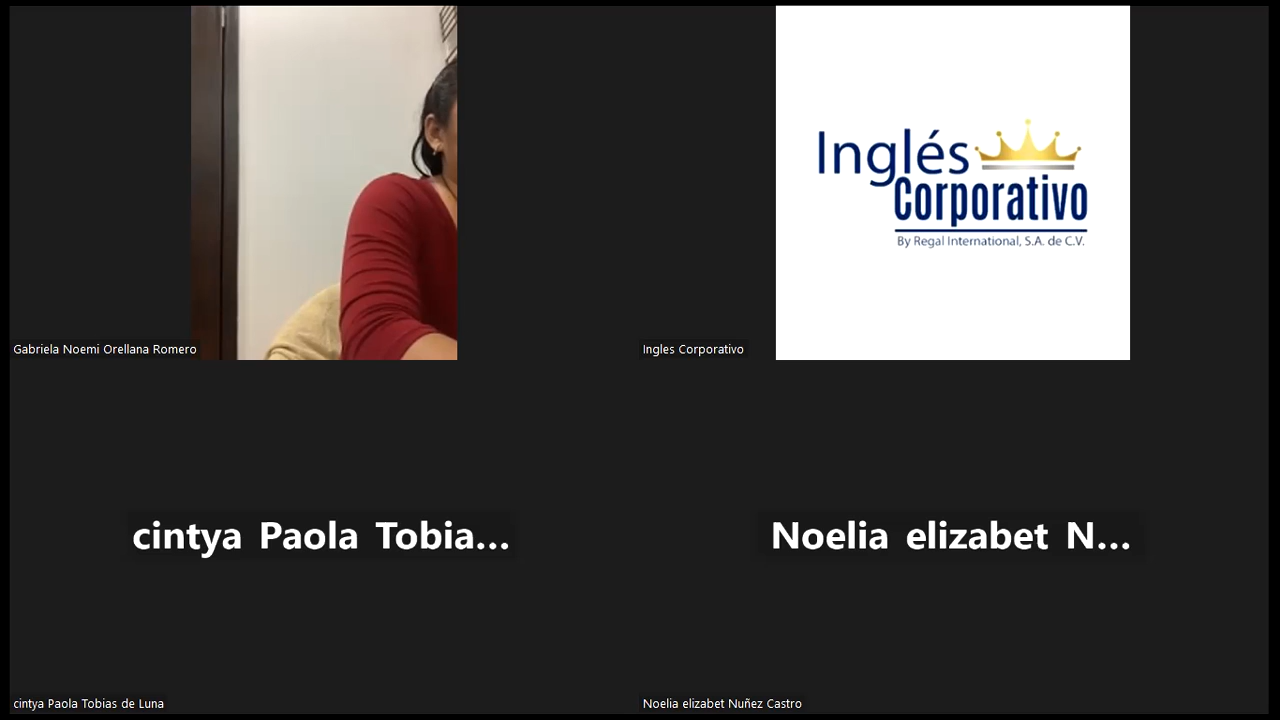 Inglés
Corporativo
By Regal International, S.A. de C.V.
Gabriela Noemi Orellana Romero
Ingles Corporativo
cintya Paola Tobia...
Noelia elizabet N...
cintya Paola Tobias de Luna
Noelia elizabet Nuñez Castro